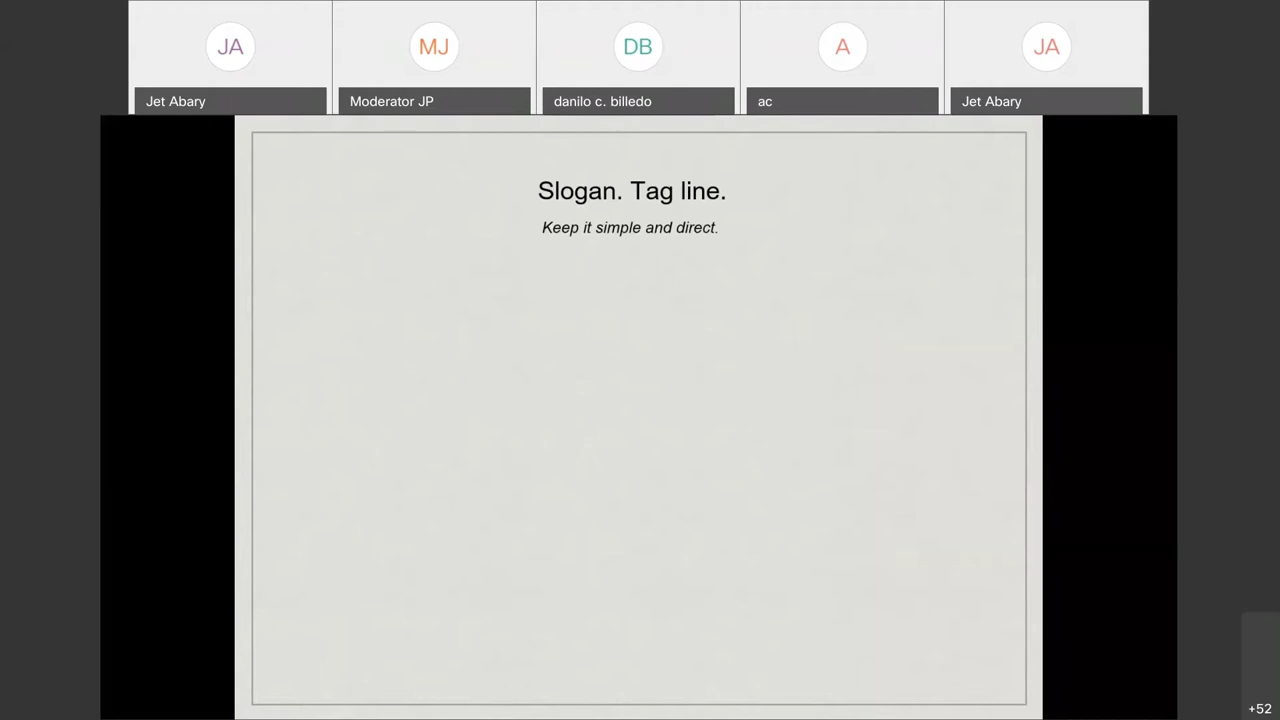 JA
MJ
DB
A
JA
Jet Abary
Moderator JP
danilo c. billedo
ac
Jet Abary
Slogan. Tag line.
Keep it simple and direct.
+52